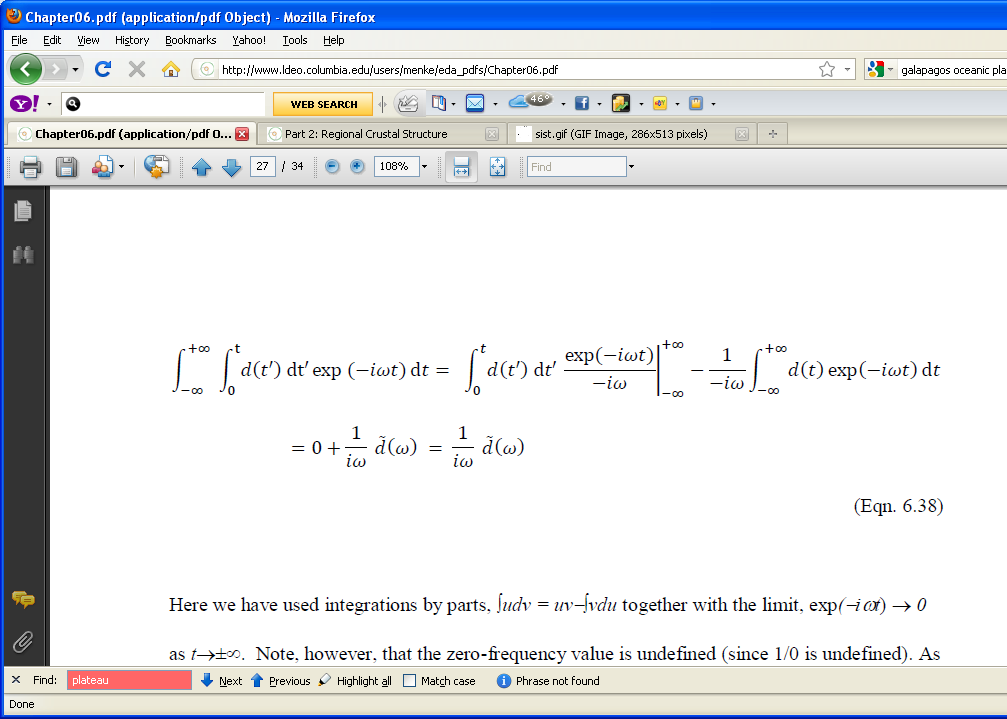 Chapter06.pdf (application/pdf Object) - Mozilla Firefox
File Edit View History Bookmarks Yahoo! Tools Help
http://www.ldeo.columbia.edu/users/menke/eda_pdfs/Chapter06.pdf galapagos oceanic pla
Y! WEB SEARCH 46°
Chapter06.pdf (application/pdf O... Part 2: Regional Crustal Structure sist.gif (GIF Image, 286x513 pixels)
27 / 34 108% Find
∫_{−∞}^{+∞} ∫_0^t d(t′) dt′ exp (−iωt) dt = ∫_0^t d(t′) dt′ exp(−iωt)/−iω |_{−∞}^{+∞} − 1/−iω ∫_{−∞}^{+∞} d(t) exp(−iωt) dt
= 0 + 1/iω d̃(ω) = 1/iω d̃(ω)
(Eqn. 6.38)
Here we have used integrations by parts, ∫udv = uv−∫vdu together with the limit, exp(−iωt) → 0
as t→±∞. Note, however, that the zero-frequency value is undefined (since 1/0 is undefined). As
Find: plateau Next Previous Highlight all Match case Phrase not found
Done